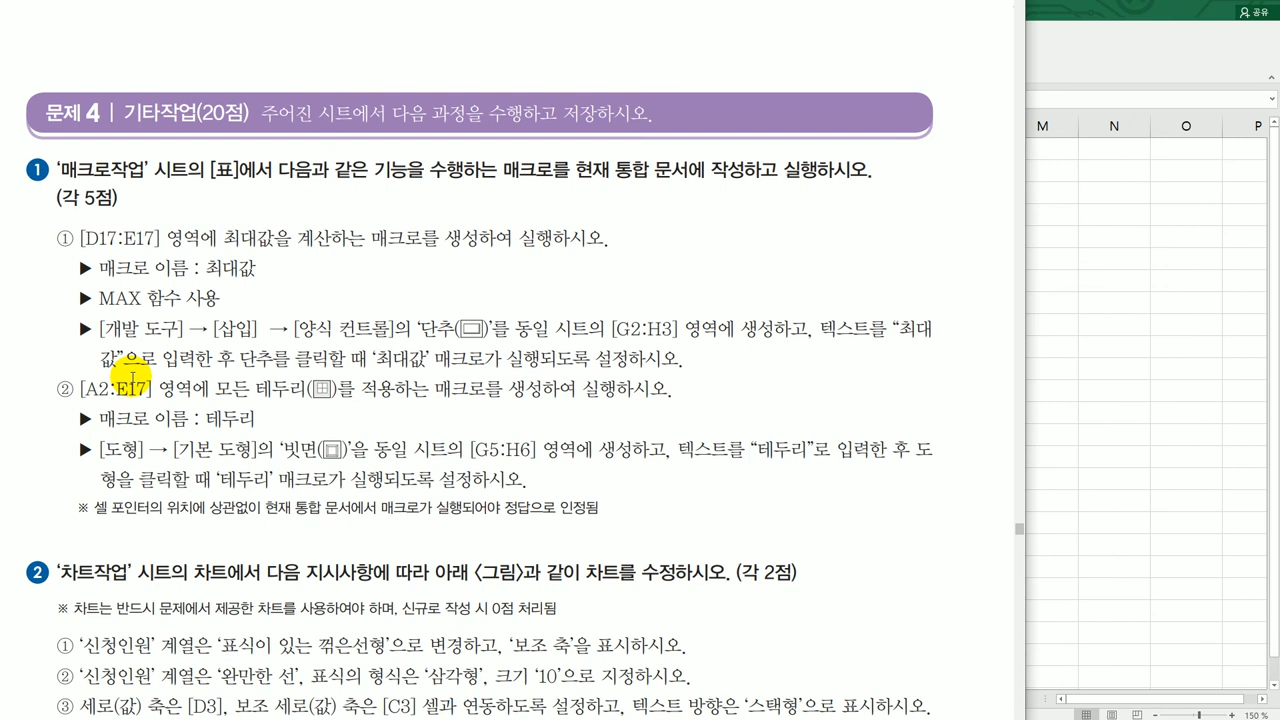 공유
문제 4 | 기타작업(20점) 주어진 시트에서 다음 과정을 수행하고 저장하시오.
M N O P
1 '매크로작업' 시트의 [표]에서 다음과 같은 기능을 수행하는 매크로를 현재 통합 문서에 작성하고 실행하시오.
(각 5점)
① [D17:E17] 영역에 최대값을 계산하는 매크로를 생성하여 실행하시오.
▶ 매크로 이름 : 최대값
▶ MAX 함수 사용
▶ [개발 도구] → [삽입] → [양식 컨트롤]의 '단추(▭)'를 동일 시트의 [G2:H3] 영역에 생성하고, 텍스트를 "최대
값"으로 입력한 후 단추를 클릭할 때 '최대값' 매크로가 실행되도록 설정하시오.
② [A2:E17] 영역에 모든 테두리(⊞)를 적용하는 매크로를 생성하여 실행하시오.
▶ 매크로 이름 : 테두리
▶ [도형] → [기본 도형]의 '빗면(▣)'을 동일 시트의 [G5:H6] 영역에 생성하고, 텍스트를 "테두리"로 입력한 후 도
형을 클릭할 때 '테두리' 매크로가 실행되도록 설정하시오.
※ 셀 포인터의 위치에 상관없이 현재 통합 문서에서 매크로가 실행되어야 정답으로 인정됨
2 '차트작업' 시트의 차트에서 다음 지시사항에 따라 아래 〈그림〉과 같이 차트를 수정하시오. (각 2점)
※ 차트는 반드시 문제에서 제공한 차트를 사용하여야 하며, 신규로 작성 시 0점 처리됨
① '신청인원' 계열은 '표식이 있는 꺾은선형'으로 변경하고, '보조 축'을 표시하시오.
② '신청인원' 계열은 '완만한 선', 표식의 형식은 '삼각형', 크기 '10'으로 지정하시오.
③ 세로(값) 축은 [D3], 보조 세로(값) 축은 [C3] 셀과 연동하도록 설정하고, 텍스트 방향은 '스택형'으로 표시하시오.
150 %